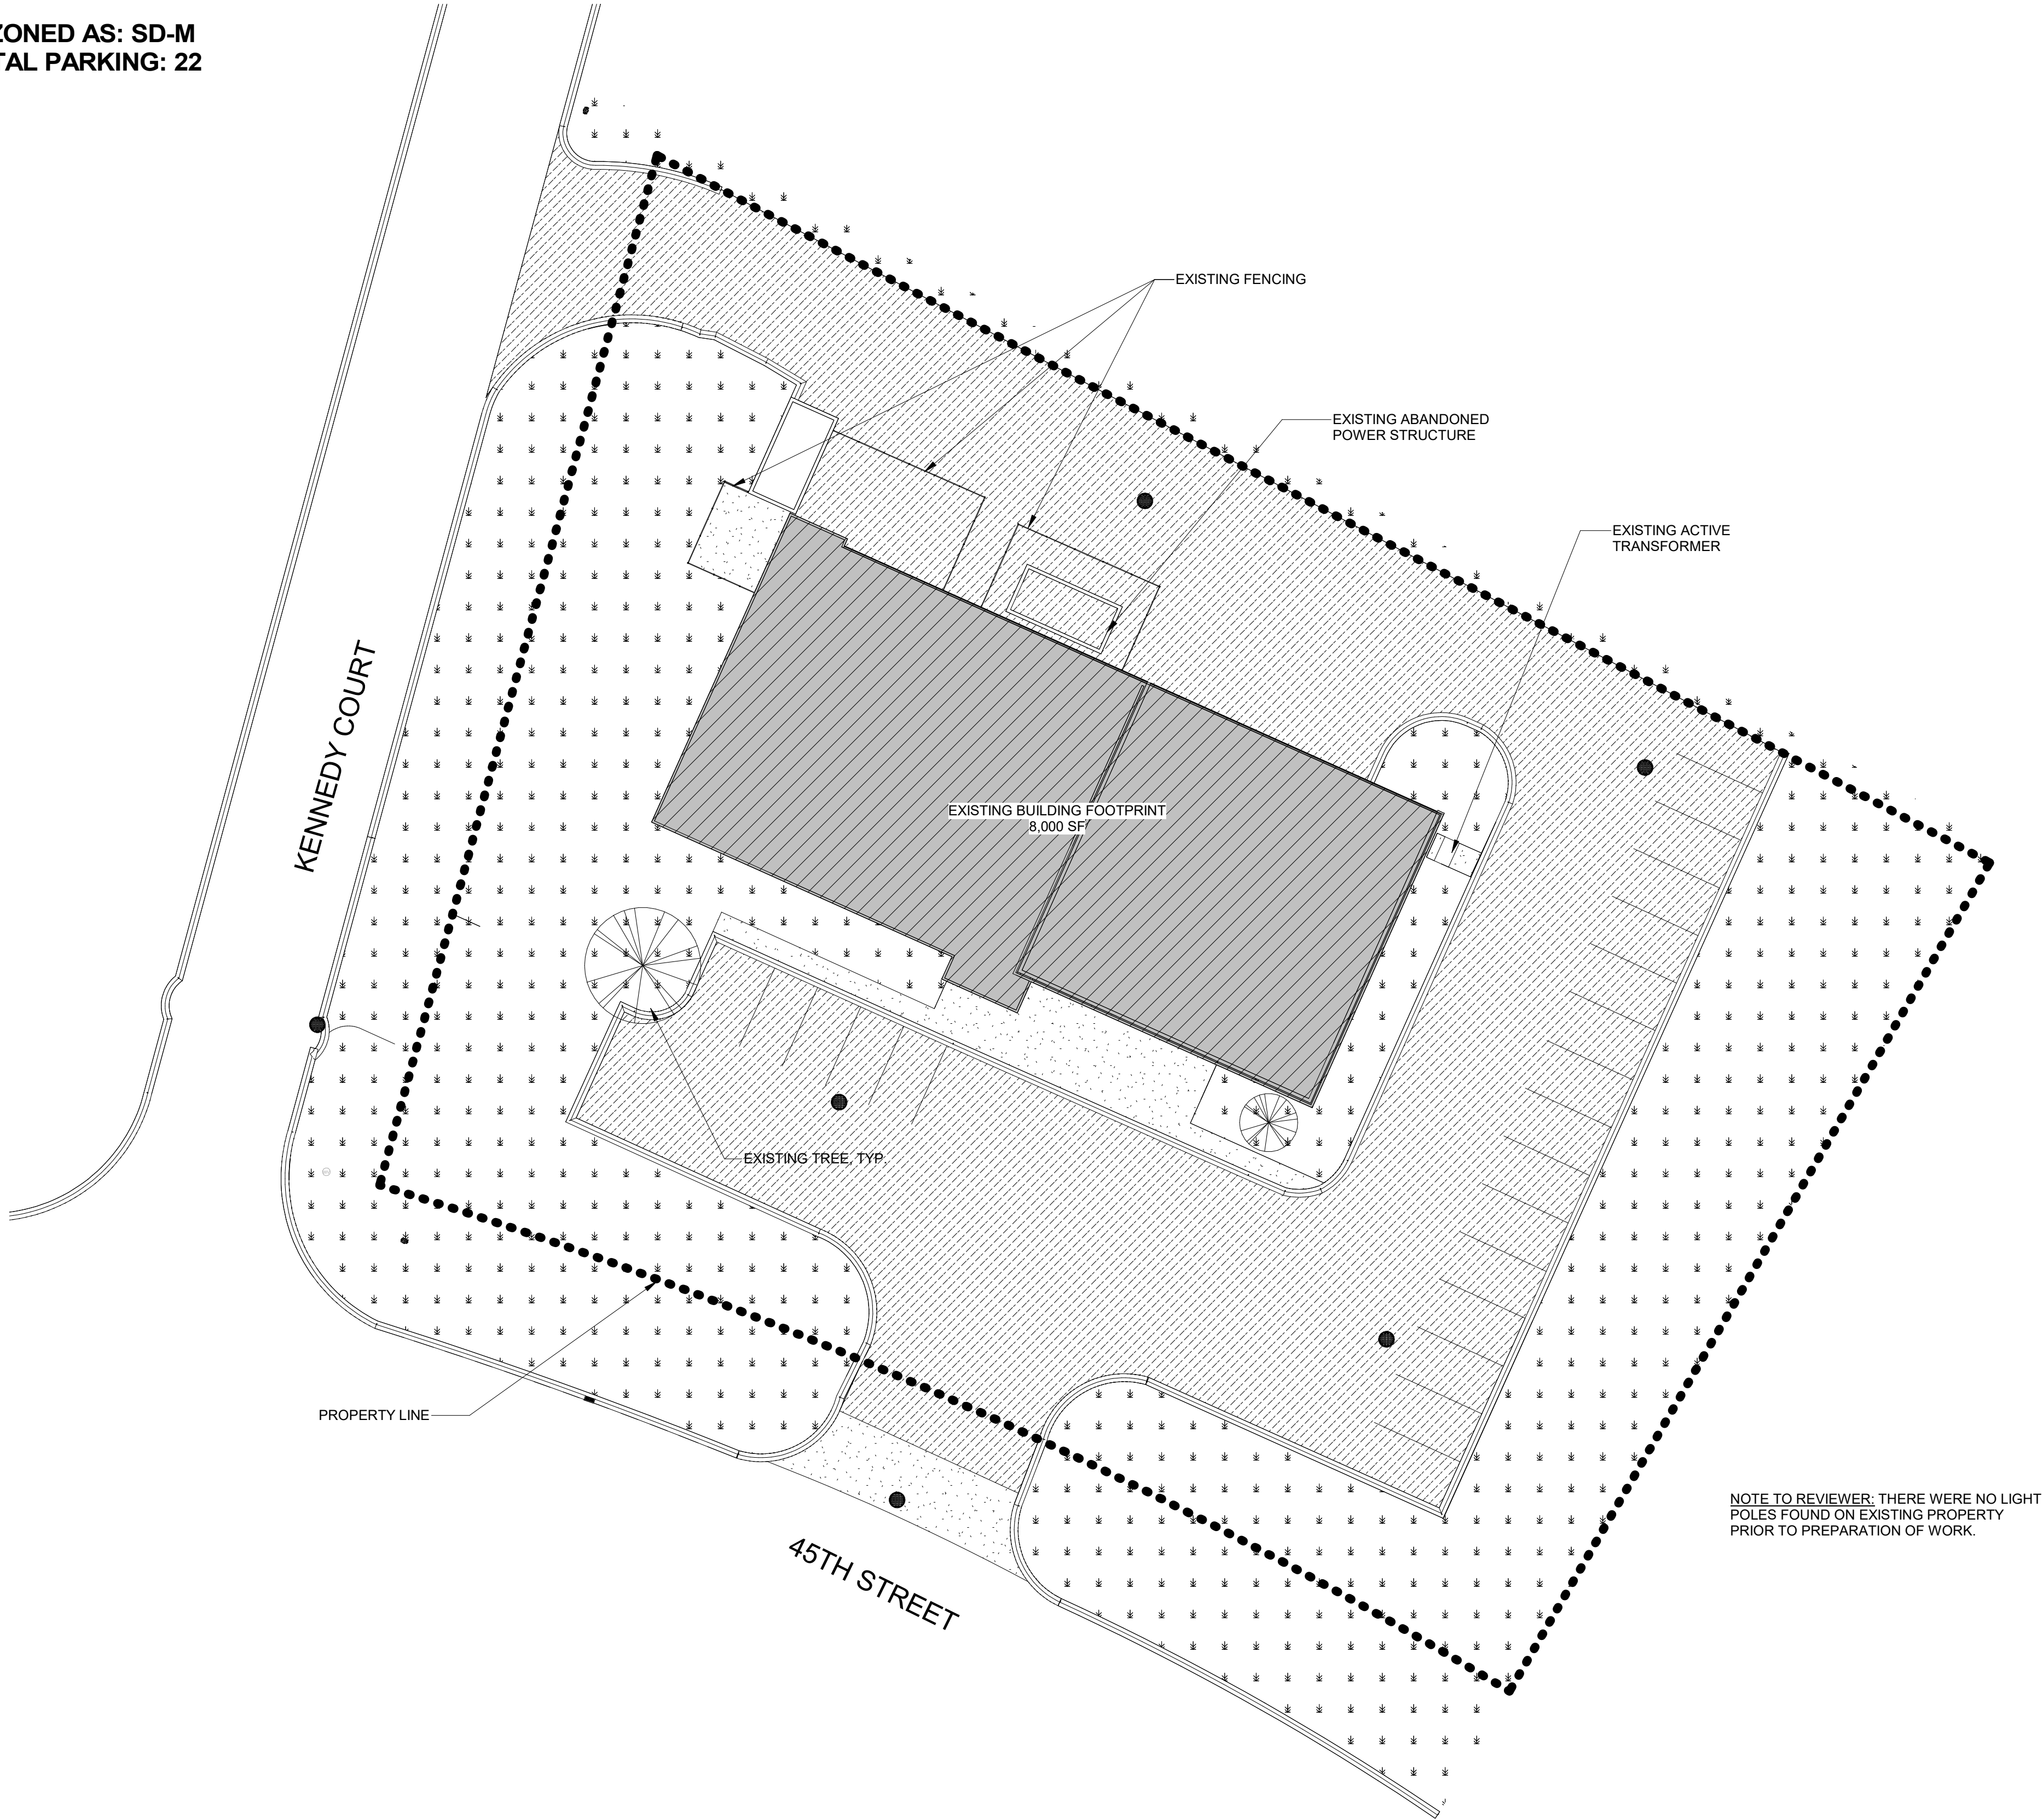 ZONED AS: SD-M
TAL PARKING: 22
EXISTING FENCING
EXISTING ABANDONED
POWER STRUCTURE
EXISTING ACTIVE
TRANSFORMER
KENNEDY COURT
EXISTING BUILDING FOOTPRINT
8,000 SF
EXISTING TREE, TYP.
PROPERTY LINE
45TH STREET
NOTE TO REVIEWER: THERE WERE NO LIGHT
POLES FOUND ON EXISTING PROPERTY
PRIOR TO PREPARATION OF WORK.